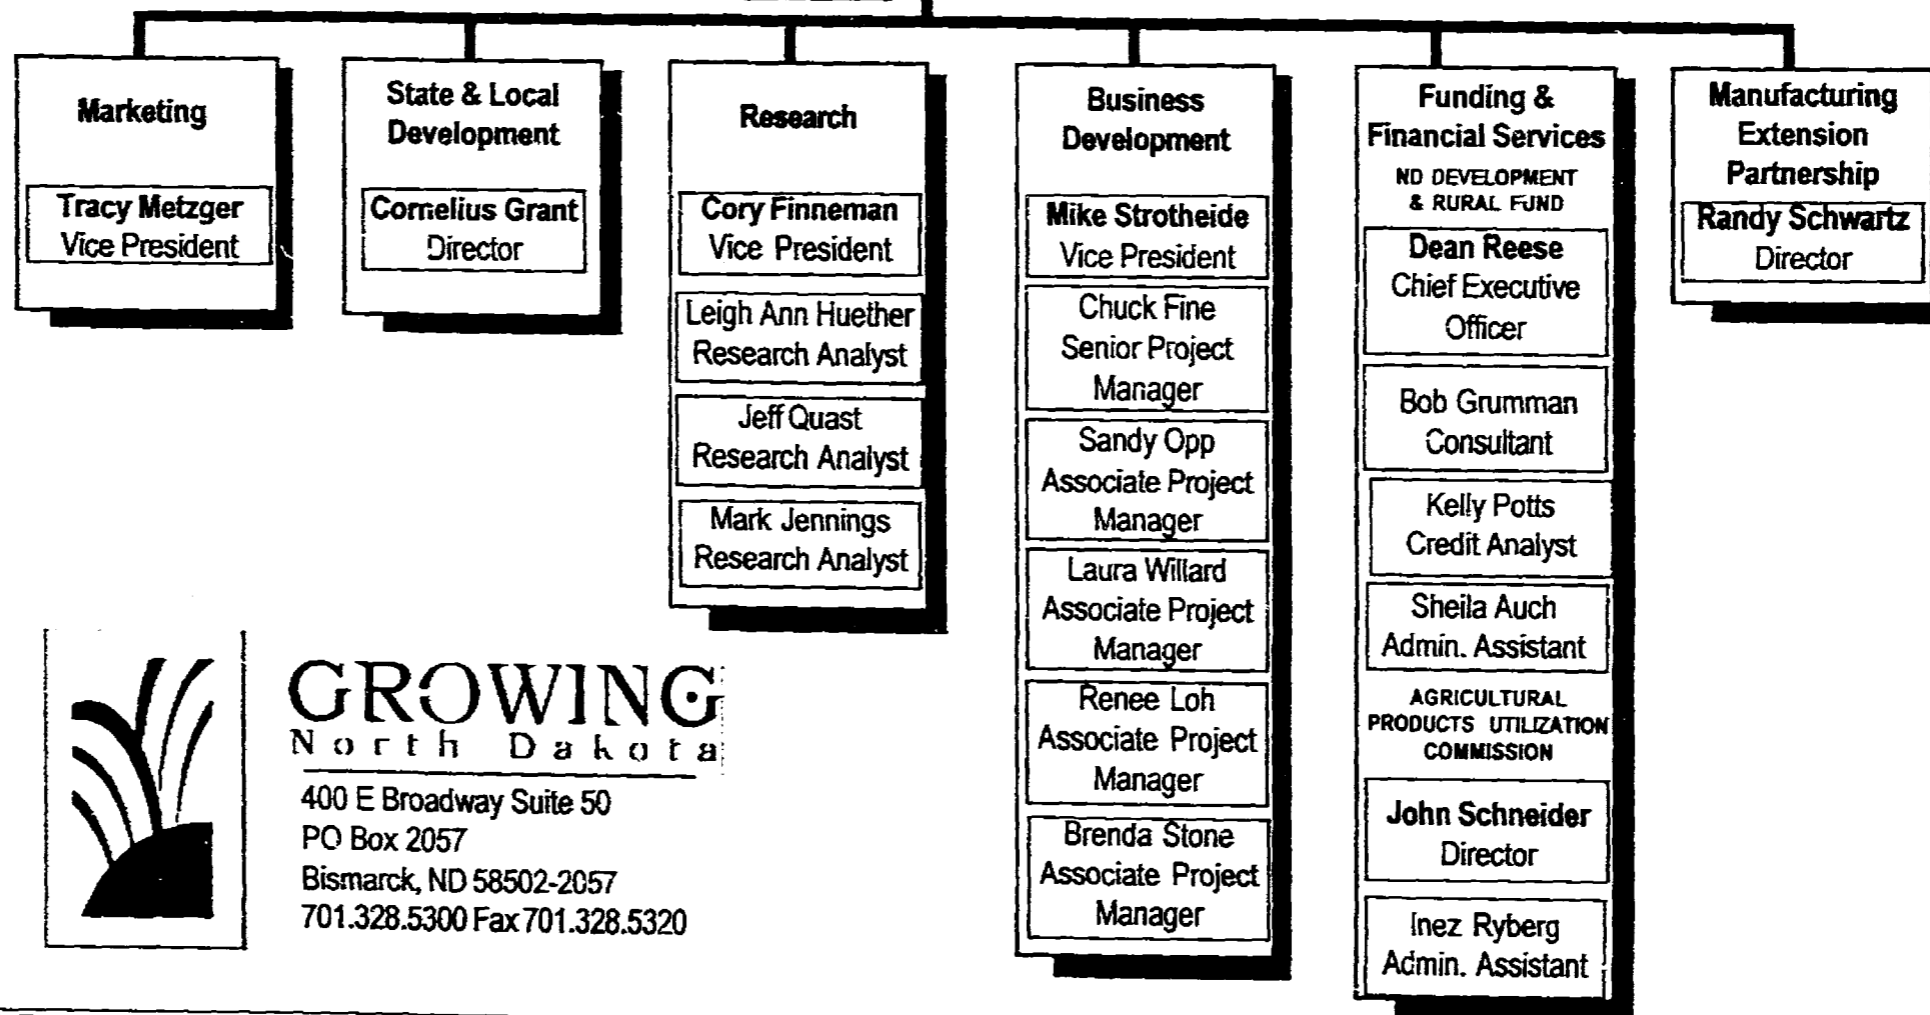 Marketing
Tracy Metzger
Vice President
State & Local
Development
Cornelius Grant
Director
Research
Cory Finneman
Vice President
Leigh Ann Huether
Research Analyst
Jeff Quast
Research Analyst
Mark Jennings
Research Analyst
Business
Development
Mike Strotheide
Vice President
Chuck Fine
Senior Project
Manager
Sandy Opp
Associate Project
Manager
Laura Willard
Associate Project
Manager
Renee Loh
Associate Project
Manager
Brenda Stone
Associate Project
Manager
Funding &
Financial Services
ND DEVELOPMENT
& RURAL FUND
Dean Reese
Chief Executive
Officer
Bob Grumman
Consultant
Kelly Potts
Credit Analyst
Sheila Auch
Admin. Assistant
AGRICULTURAL
PRODUCTS UTILIZATION
COMMISSION
John Schneider
Director
Inez Ryberg
Admin. Assistant
Manufacturing
Extension
Partnership
Randy Schwartz
Director
GROWING
North Dakota
400 E Broadway Suite 50
PO Box 2057
Bismarck, ND 58502-2057
701.328.5300 Fax 701.328.5320